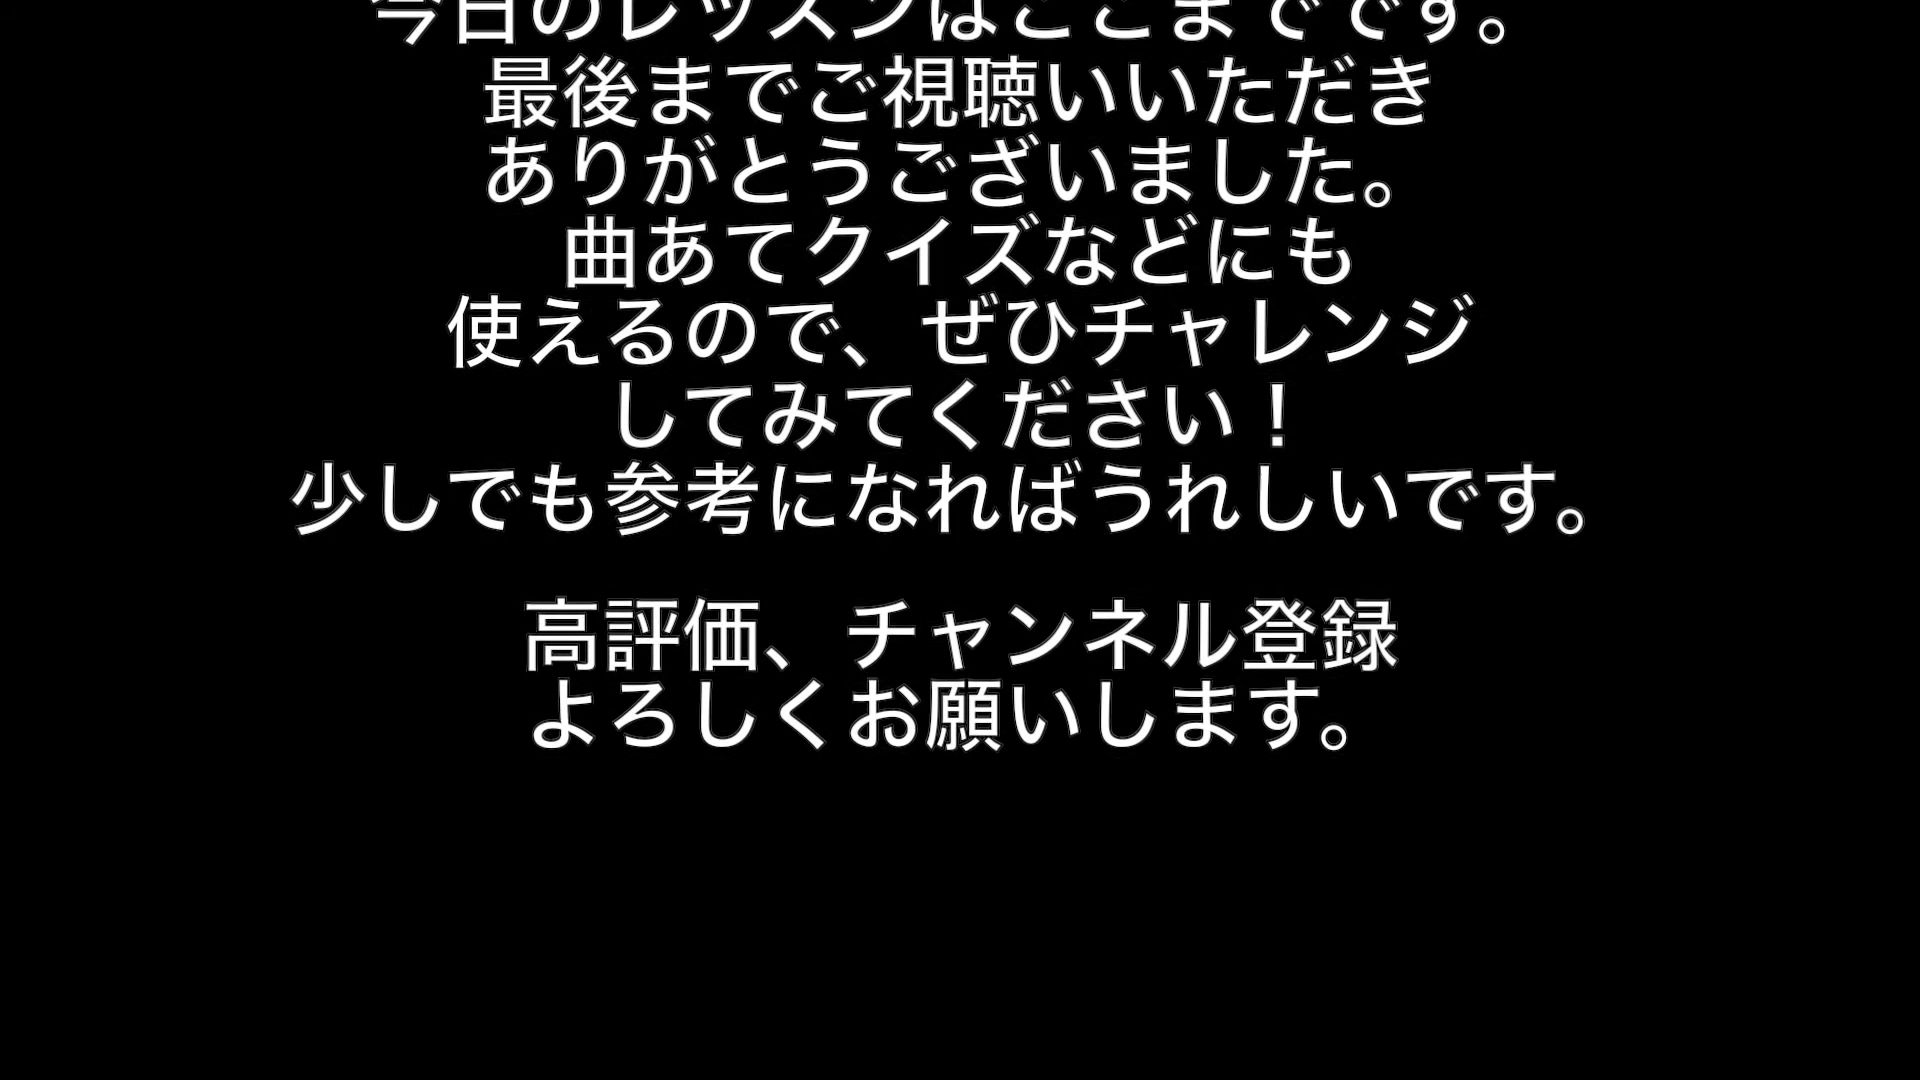 今日のレッスンはここまでです。
最後までご視聴いいただき
ありがとうございました。
曲あてクイズなどにも
使えるので、ぜひチャレンジ
してみてください！
少しでも参考になればうれしいです。
高評価、チャンネル登録
よろしくお願いします。